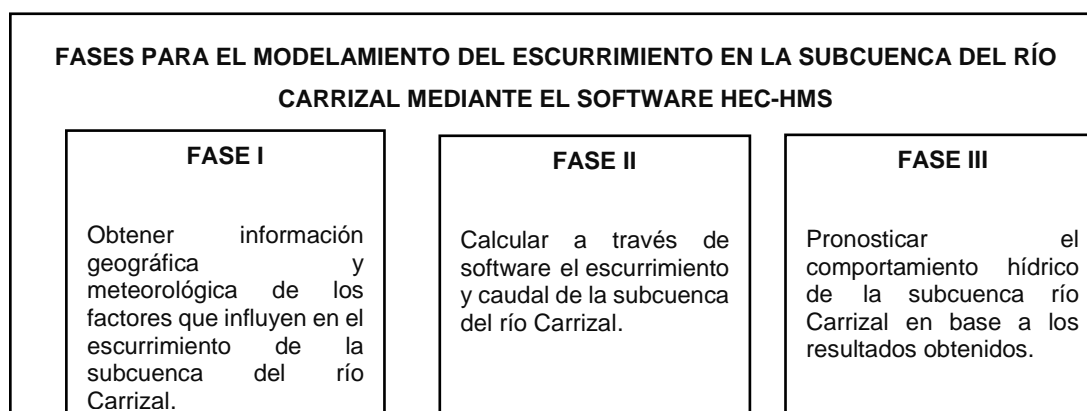 FASES PARA EL MODELAMIENTO DEL ESCURRIMIENTO EN LA SUBCUENCA DEL RÍO
CARRIZAL MEDIANTE EL SOFTWARE HEC-HMS
FASE I
Obtener información
geográfica y
meteorológica de los
factores que influyen en el
escurrimiento de la
subcuenca del río
Carrizal.
FASE II
Calcular a través de
software el escurrimiento
y caudal de la subcuenca
del río Carrizal.
FASE III
Pronosticar el
comportamiento hídrico
de la subcuenca río
Carrizal en base a los
resultados obtenidos.